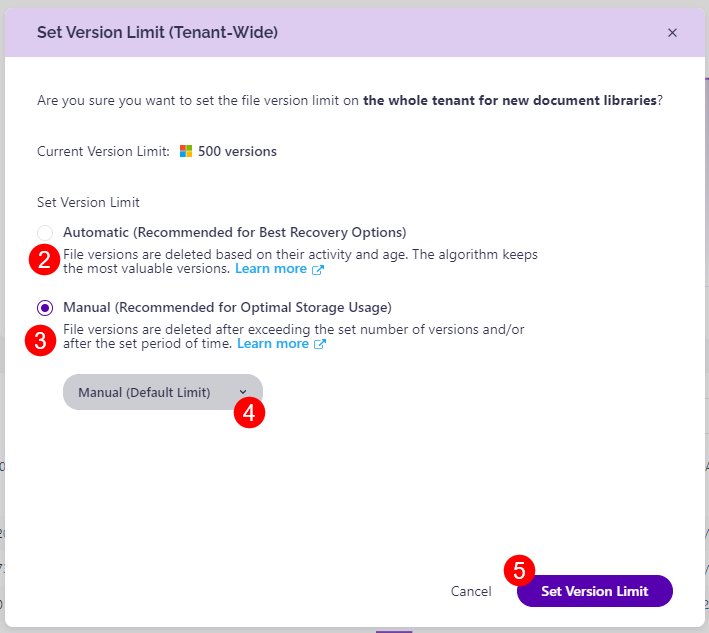 Set Version Limit (Tenant-Wide)
Are you sure you want to set the file version limit on the whole tenant for new document libraries?
Current Version Limit: 500 versions
Set Version Limit
Automatic (Recommended for Best Recovery Options)
2
File versions are deleted based on their activity and age. The algorithm keeps
the most valuable versions. Learn more
Manual (Recommended for Optimal Storage Usage)
3
File versions are deleted after exceeding the set number of versions and/or
after the set period of time. Learn more
Manual (Default Limit)
4
5
Cancel
Set Version Limit